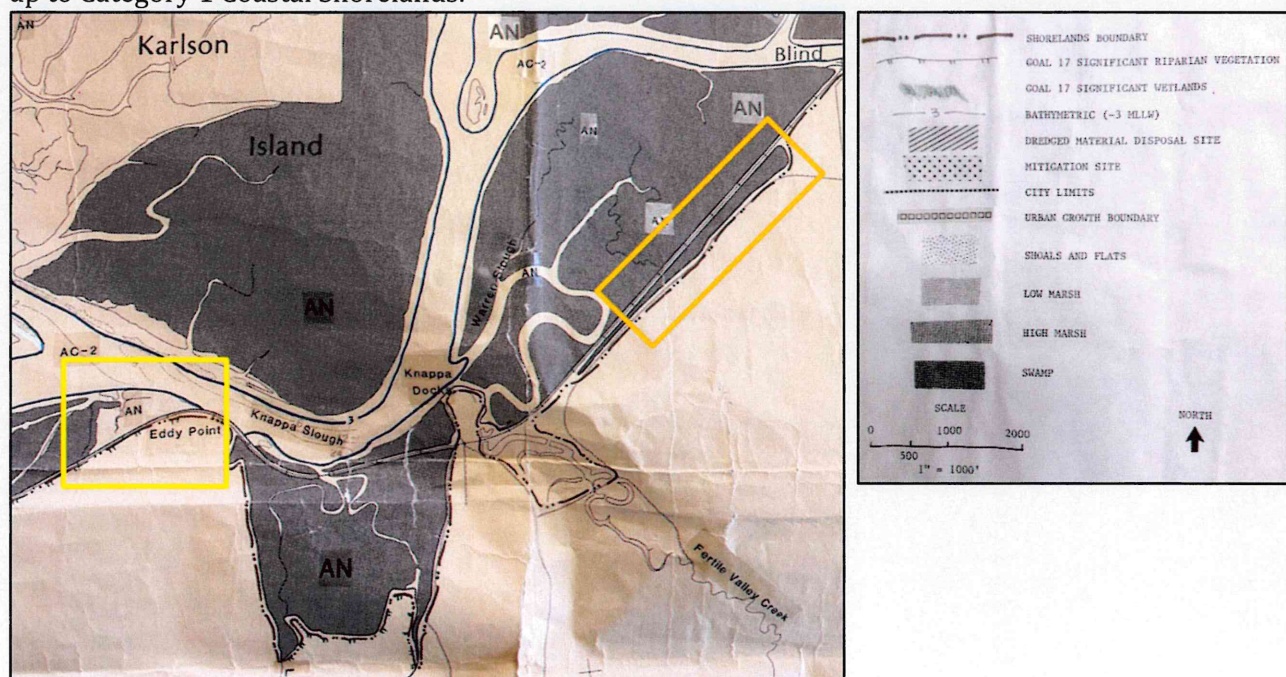 up to Category 1 Coastal Shorelands.
AN
Karlson
Island
AN
AC-2
Blind
AN
AN
AN
AN
Warren Slough
AN
AC-2
AN
Eddy Point
Knappa Slough
3
Knappa
Docks
AN
Fertile Valley Creek
SHORELANDS BOUNDARY
GOAL 17 SIGNIFICANT RIPARIAN VEGETATION
GOAL 17 SIGNIFICANT WETLANDS
3
BATHYMETRIC (-3 MLLW)
DREDGED MATERIAL DISPOSAL SITE
MITIGATION SITE
CITY LIMITS
URBAN GROWTH BOUNDARY
SHOALS AND FLATS
LOW MARSH
HIGH MARSH
SWAMP
SCALE
0 1000 2000
500
1" = 1000'
NORTH